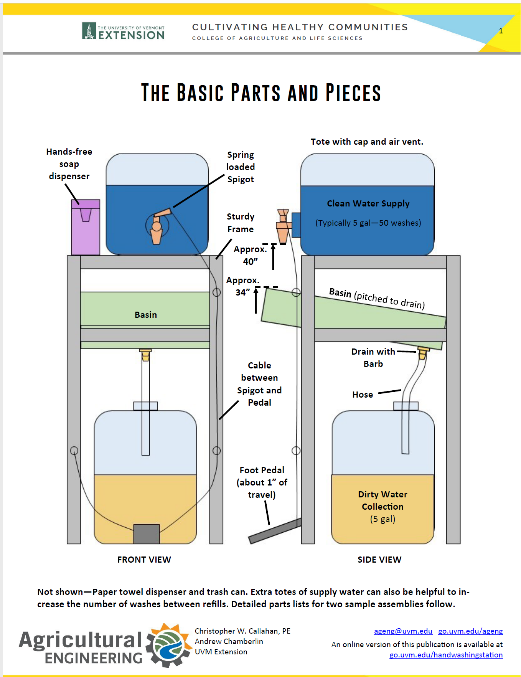 THE UNIVERSITY OF VERMONT
EXTENSION
CULTIVATING HEALTHY COMMUNITIES
COLLEGE OF AGRICULTURE AND LIFE SCIENCES
1
THE BASIC PARTS AND PIECES
Hands-free
soap
dispenser
Spring
loaded
Spigot
Tote with cap and air vent.
Clean Water Supply
(Typically 5 gal—50 washes)
Sturdy
Frame
Approx.
40”
Approx.
34”
Basin
Basin (pitched to drain)
Drain with
Barb
Hose
Cable
between
Spigot and
Pedal
Foot Pedal
(about 1” of
travel)
Dirty Water
Collection
(5 gal)
FRONT VIEW
SIDE VIEW
Not shown—Paper towel dispenser and trash can. Extra totes of supply water can also be helpful to in-
crease the number of washes between refills. Detailed parts lists for two sample assemblies follow.
Agricultural
ENGINEERING
Christopher W. Callahan, PE
Andrew Chamberlin
UVM Extension
ageng@uvm.edu go.uvm.edu/ageng
An online version of this publication is available at
go.uvm.edu/handwashingstation